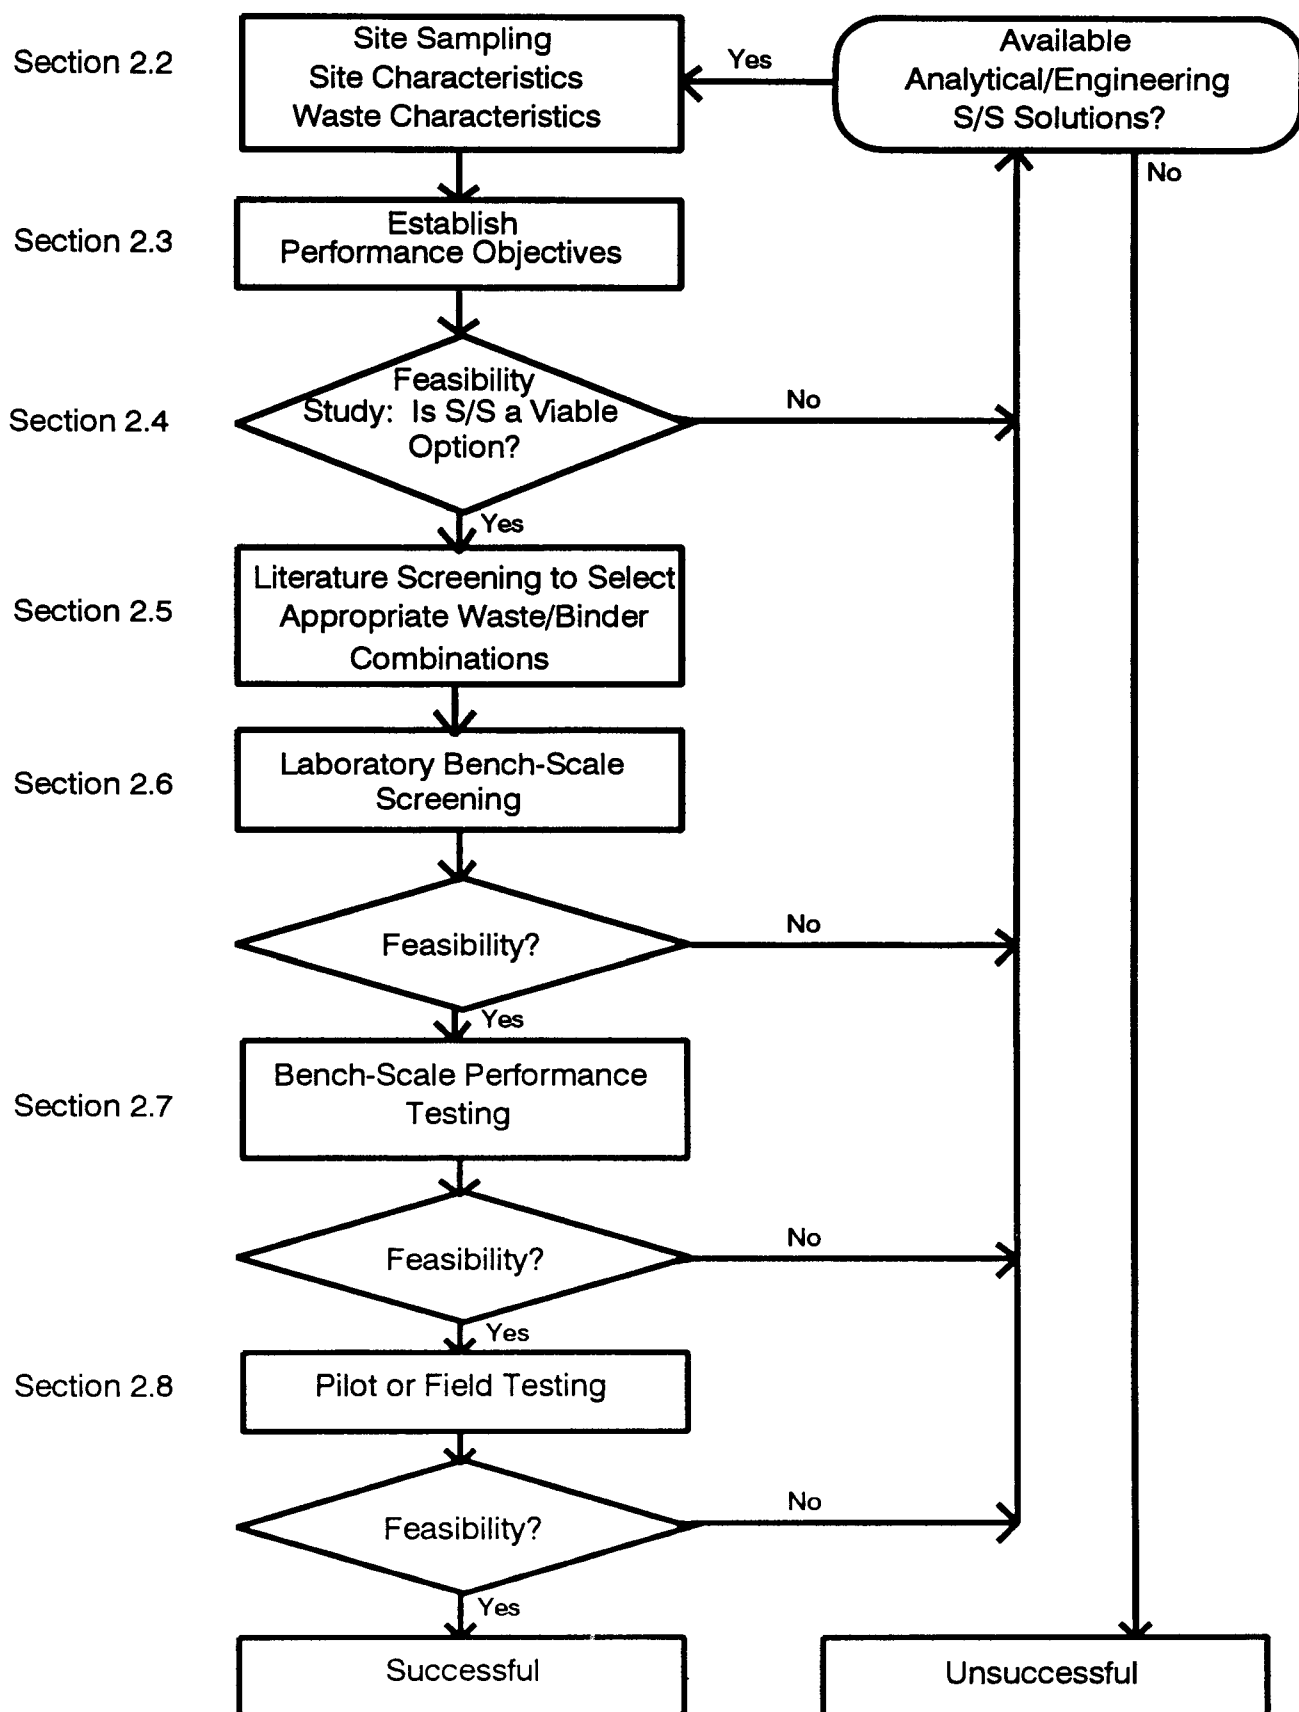 Section 2.2
Site Sampling
Site Characteristics
Waste Characteristics
Yes
Available
Analytical/Engineering
S/S Solutions?
No
Section 2.3
Establish
Performance Objectives
Section 2.4
Feasibility
Study: Is S/S a Viable
Option?
No
Yes
Section 2.5
Literature Screening to Select
Appropriate Waste/Binder
Combinations
Section 2.6
Laboratory Bench-Scale
Screening
Feasibility?
No
Yes
Section 2.7
Bench-Scale Performance
Testing
Feasibility?
No
Yes
Section 2.8
Pilot or Field Testing
Feasibility?
No
Yes
Successful
Unsuccessful